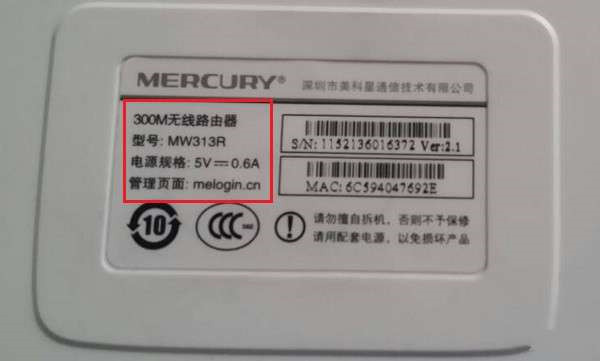 MERCURY® 深圳市美科星通信技术有限公司
300M无线路由器
型号: MW313R
电源规格: 5V⎓0.6A
管理页面: melogin.cn
S/N: 1152136016372 Ver:2.1
MAC: 6C594047692E
10
CCC
请勿擅自拆机，否则不予保修
请用配套电源，以免损坏产品